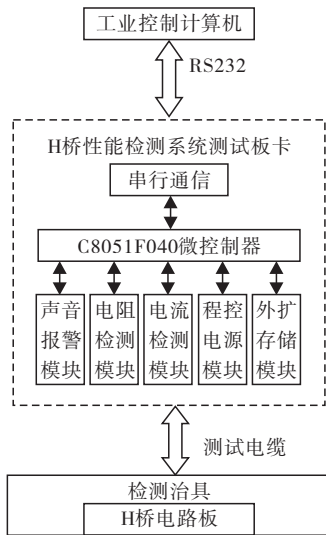 工业控制计算机
RS232
H桥性能检测系统测试板卡
串行通信
C8051F040微控制器
声音
报警
模块
电阻
检测
模块
电流
检测
模块
程控
电源
模块
外扩
存储
模块
测试电缆
检测治具
H桥电路板